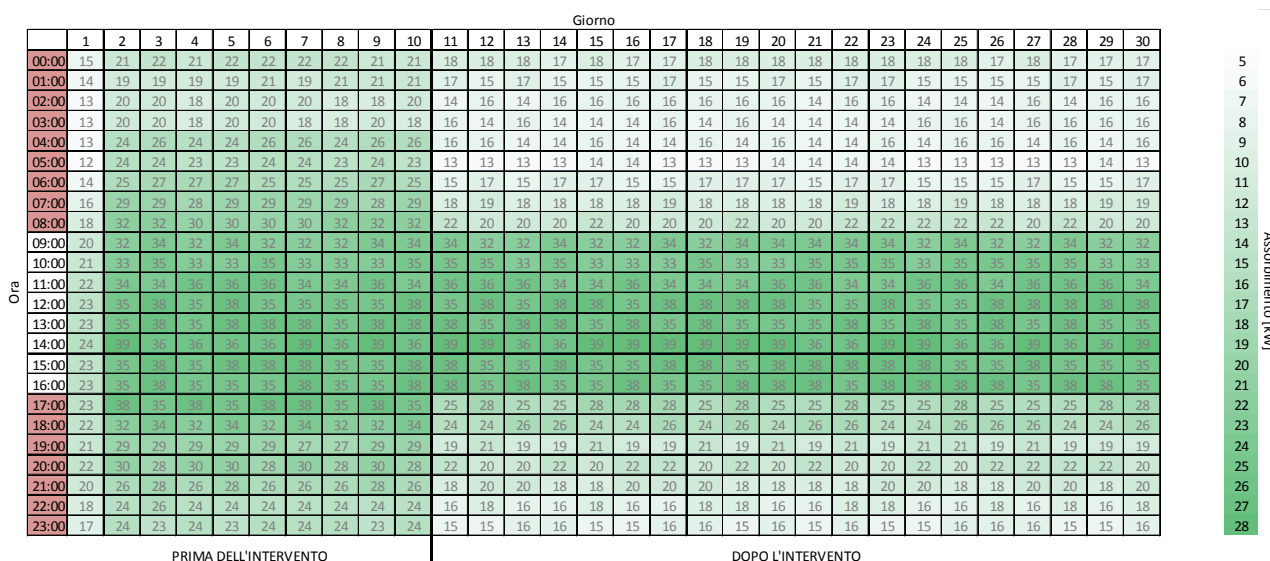 Giorno
1 2 3 4 5 6 7 8 9 10 11 12 13 14 15 16 17 18 19 20 21 22 23 24 25 26 27 28 29 30
00:00 15 21 22 21 22 22 22 22 21 21 18 18 18 17 18 17 17 18 18 18 17 18 18 18 18 17 18 17 17 17
01:00 14 19 19 19 19 21 19 21 21 21 17 15 17 15 15 15 17 17 15 17 15 17 17 15 15 15 15 17 15 17
02:00 13 20 20 18 20 20 20 18 18 20 14 16 14 16 16 16 16 16 16 16 14 16 16 14 14 14 16 14 16 16
03:00 13 20 20 18 20 20 18 18 20 18 16 14 16 14 14 16 14 16 14 14 16 14 16 14 16 14 16 16 14 14
04:00 13 24 26 24 24 26 26 24 26 26 16 16 14 14 16 14 14 16 14 16 16 14 14 16 16 16 14 16 14 16
05:00 12 24 24 23 23 24 24 23 24 23 13 13 13 14 14 13 13 13 14 14 13 14 14 14 13 13 13 13 14 13
06:00 14 25 27 27 27 25 25 25 27 25 15 17 15 17 17 15 15 17 17 17 15 17 17 15 15 15 17 15 15 17
07:00 16 29 29 28 29 29 29 29 28 29 18 19 18 18 18 18 19 18 18 18 18 19 18 18 19 18 18 18 19 19
08:00 18 32 32 30 30 30 30 32 32 32 22 20 20 20 22 20 20 22 20 20 22 22 22 22 22 22 20 22 20 20
09:00 20 32 34 32 34 32 32 32 34 34 34 32 32 34 32 32 34 32 34 34 32 34 34 32 34 32 32 34 32 32
10:00 21 33 35 33 33 35 33 33 33 35 35 35 33 35 33 33 35 35 33 33 35 33 35 35 33 33 35 35 33 33
11:00 22 34 34 36 36 34 34 36 34 36 36 36 36 34 36 36 34 36 34 34 36 34 34 36 36 34 36 36 36 34
12:00 23 35 38 35 38 35 35 35 38 38 35 38 38 35 38 38 35 38 38 38 38 35 38 35 35 38 38 38 38 38
13:00 23 35 38 35 38 38 38 35 38 38 38 35 38 38 35 35 38 35 38 38 35 38 38 35 38 38 35 38 35 35
14:00 24 39 36 36 36 36 39 36 36 36 39 39 36 36 39 39 36 39 39 39 36 36 39 39 36 36 39 39 36 39
15:00 23 35 38 35 38 38 38 35 38 35 38 35 35 38 38 35 35 38 38 35 38 38 38 38 35 35 38 35 38 35
16:00 23 35 38 35 35 35 38 35 38 38 38 35 38 35 35 38 35 35 38 38 38 35 38 38 38 38 35 38 38 35
17:00 23 38 35 38 35 38 38 35 38 35 25 28 25 25 28 28 28 25 28 25 28 28 25 28 28 25 25 25 28 28
18:00 22 32 34 32 34 32 34 32 32 34 24 24 26 26 24 24 26 24 26 24 26 26 24 24 26 26 24 24 24 26
19:00 21 29 29 29 29 29 27 27 29 29 19 21 19 19 21 19 19 21 19 21 19 21 19 21 21 19 21 19 19 19
20:00 22 30 28 30 30 28 30 28 30 28 22 20 20 22 20 22 22 20 22 20 22 20 20 22 20 22 22 22 22 20
21:00 20 26 28 26 28 26 26 26 28 26 18 20 20 18 18 20 20 20 18 18 18 18 20 20 18 18 20 20 18 20
22:00 18 24 24 24 24 24 24 24 24 24 16 18 16 16 18 16 16 18 18 16 16 18 16 16 16 18 16 18 16 18
23:00 17 24 23 24 23 24 24 24 23 24 15 15 16 16 15 15 16 16 15 16 16 15 15 15 16 16 16 15 15 16
Ora
PRIMA DELL'INTERVENTO DOPO L'INTERVENTO
5
6
7
8
9
10
11
12
13
14
15
16
17
18
19
20
21
22
23
24
25
26
27
28
Assorbimento [kW]